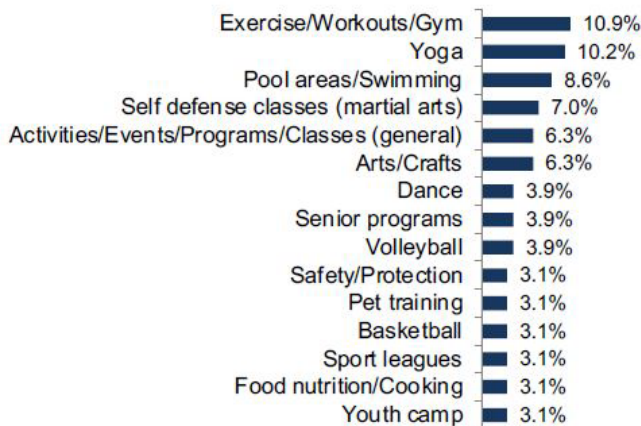 Exercise/Workouts/Gym 10.9%
Yoga 10.2%
Pool areas/Swimming 8.6%
Self defense classes (martial arts) 7.0%
Activities/Events/Programs/Classes (general) 6.3%
Arts/Crafts 6.3%
Dance 3.9%
Senior programs 3.9%
Volleyball 3.9%
Safety/Protection 3.1%
Pet training 3.1%
Basketball 3.1%
Sport leagues 3.1%
Food nutrition/Cooking 3.1%
Youth camp 3.1%